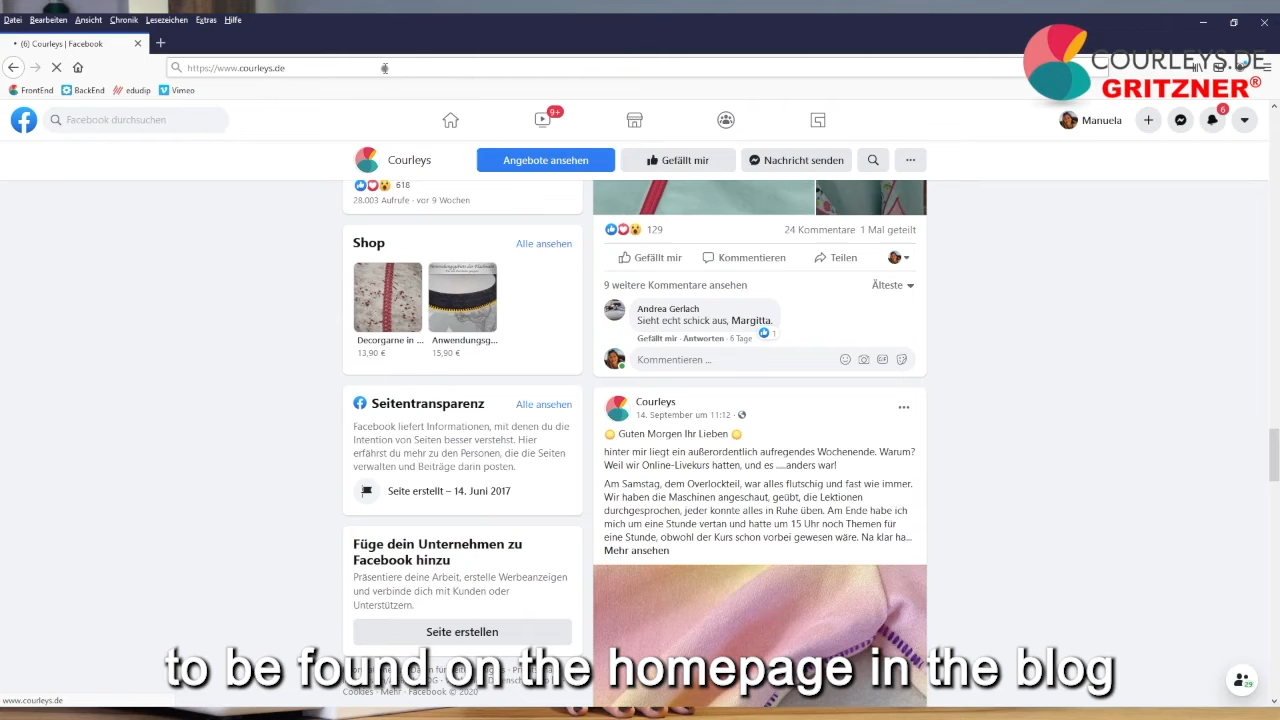 Datei Bearbeiten Ansicht Chronik Lesezeichen Extras Hilfe
(6) Courleys | Facebook
https://www.courleys.de
FrontEnd BackEnd edudip Vimeo
COURLEYS.DE
GRITZNER®
Facebook durchsuchen
9+
Manuela
6
Courleys
Angebote ansehen
Gefällt mir
Nachricht senden
618
28.003 Aufrufe · vor 9 Wochen
Shop
Alle ansehen
Decorgarne in ...
13,90 €
Anwendungsg...
15,90 €
Seitentransparenz
Alle ansehen
Facebook liefert Informationen, mit denen du die
Intention von Seiten besser verstehst. Hier
erfährst du mehr zu den Personen, die die Seiten
verwalten und Beiträge darin posten.
Seite erstellt – 14. Juni 2017
Füge dein Unternehmen zu
Facebook hinzu
Präsentiere deine Arbeit, erstelle Werbeanzeigen
und verbinde dich mit Kunden oder
Unterstützern.
Seite erstellen
Cookies · Mehr · Facebook © 2020
129
24 Kommentare 1 Mal geteilt
Gefällt mir
Kommentieren
Teilen
9 weitere Kommentare ansehen
Älteste
Andrea Gerlach
Sieht echt schick aus, Margitta.
1
Gefällt mir · Antworten · 6 Tage
Kommentieren ...
GIF
Courleys
14. September um 11:12 ·
Guten Morgen Ihr Lieben
hinter mir liegt ein außerordentlich aufregendes Wochenende. Warum?
Weil wir Online-Livekurs hatten, und es ....anders war!
Am Samstag, dem Overlockteil, war alles flutschig und fast wie immer.
Wir haben die Maschinen angeschaut, geübt, die Lektionen
durchgesprochen, jeder konnte alles in Ruhe üben. Am Ende habe ich
mich um eine Stunde vertan und hatte um 15 Uhr noch Themen für
eine Stunde, obwohl der Kurs schon vorbei gewesen wäre. Na klar ha...
Mehr ansehen
to be found on the homepage in the blog
29
www.courleys.de